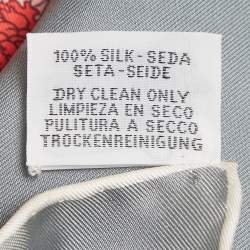 100% SILK-SEDA
SETA-SEIDE
DRY CLEAN ONLY
LIMPIEZA EN SECO
PULITURA A SECCO
TROCKENREINIGUNG